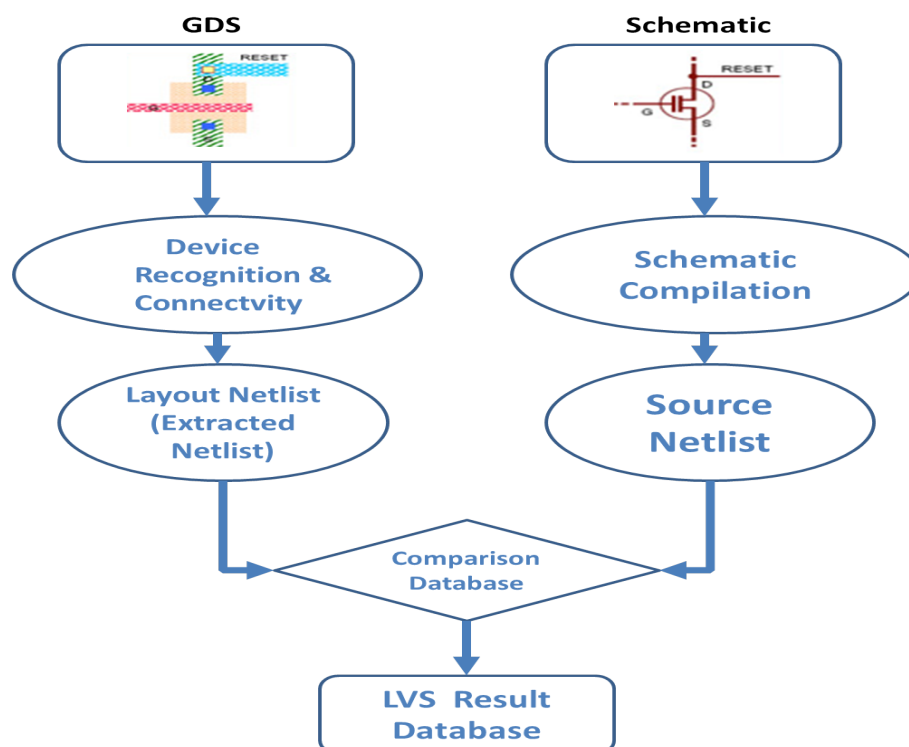 GDS
Schematic
RESET
D
G
RESET
D
G
S
Device
Recognition &
Connectvity
Schematic
Compilation
Layout Netlist
(Extracted
Netlist)
Source
Netlist
Comparison
Database
LVS Result
Database